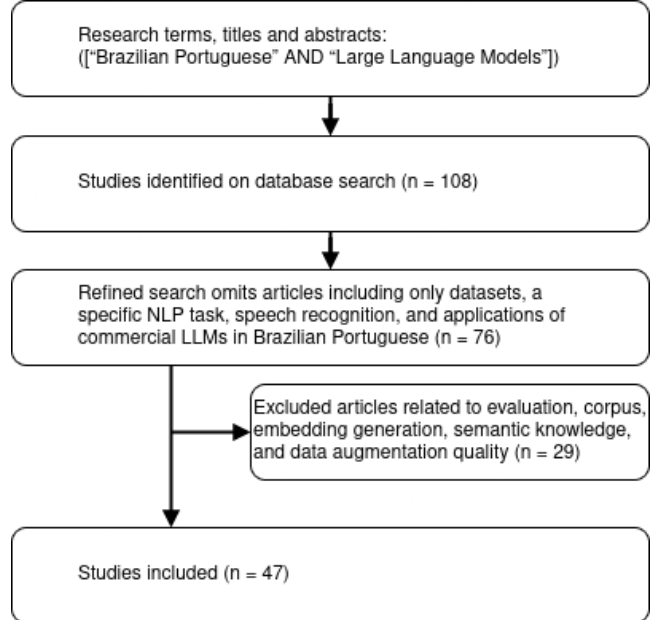 Research terms, titles and abstracts:
([“Brazilian Portuguese” AND “Large Language Models”])
Studies identified on database search (n = 108)
Refined search omits articles including only datasets, a
specific NLP task, speech recognition, and applications of
commercial LLMs in Brazilian Portuguese (n = 76)
Excluded articles related to evaluation, corpus,
embedding generation, semantic knowledge,
and data augmentation quality (n = 29)
Studies included (n = 47)